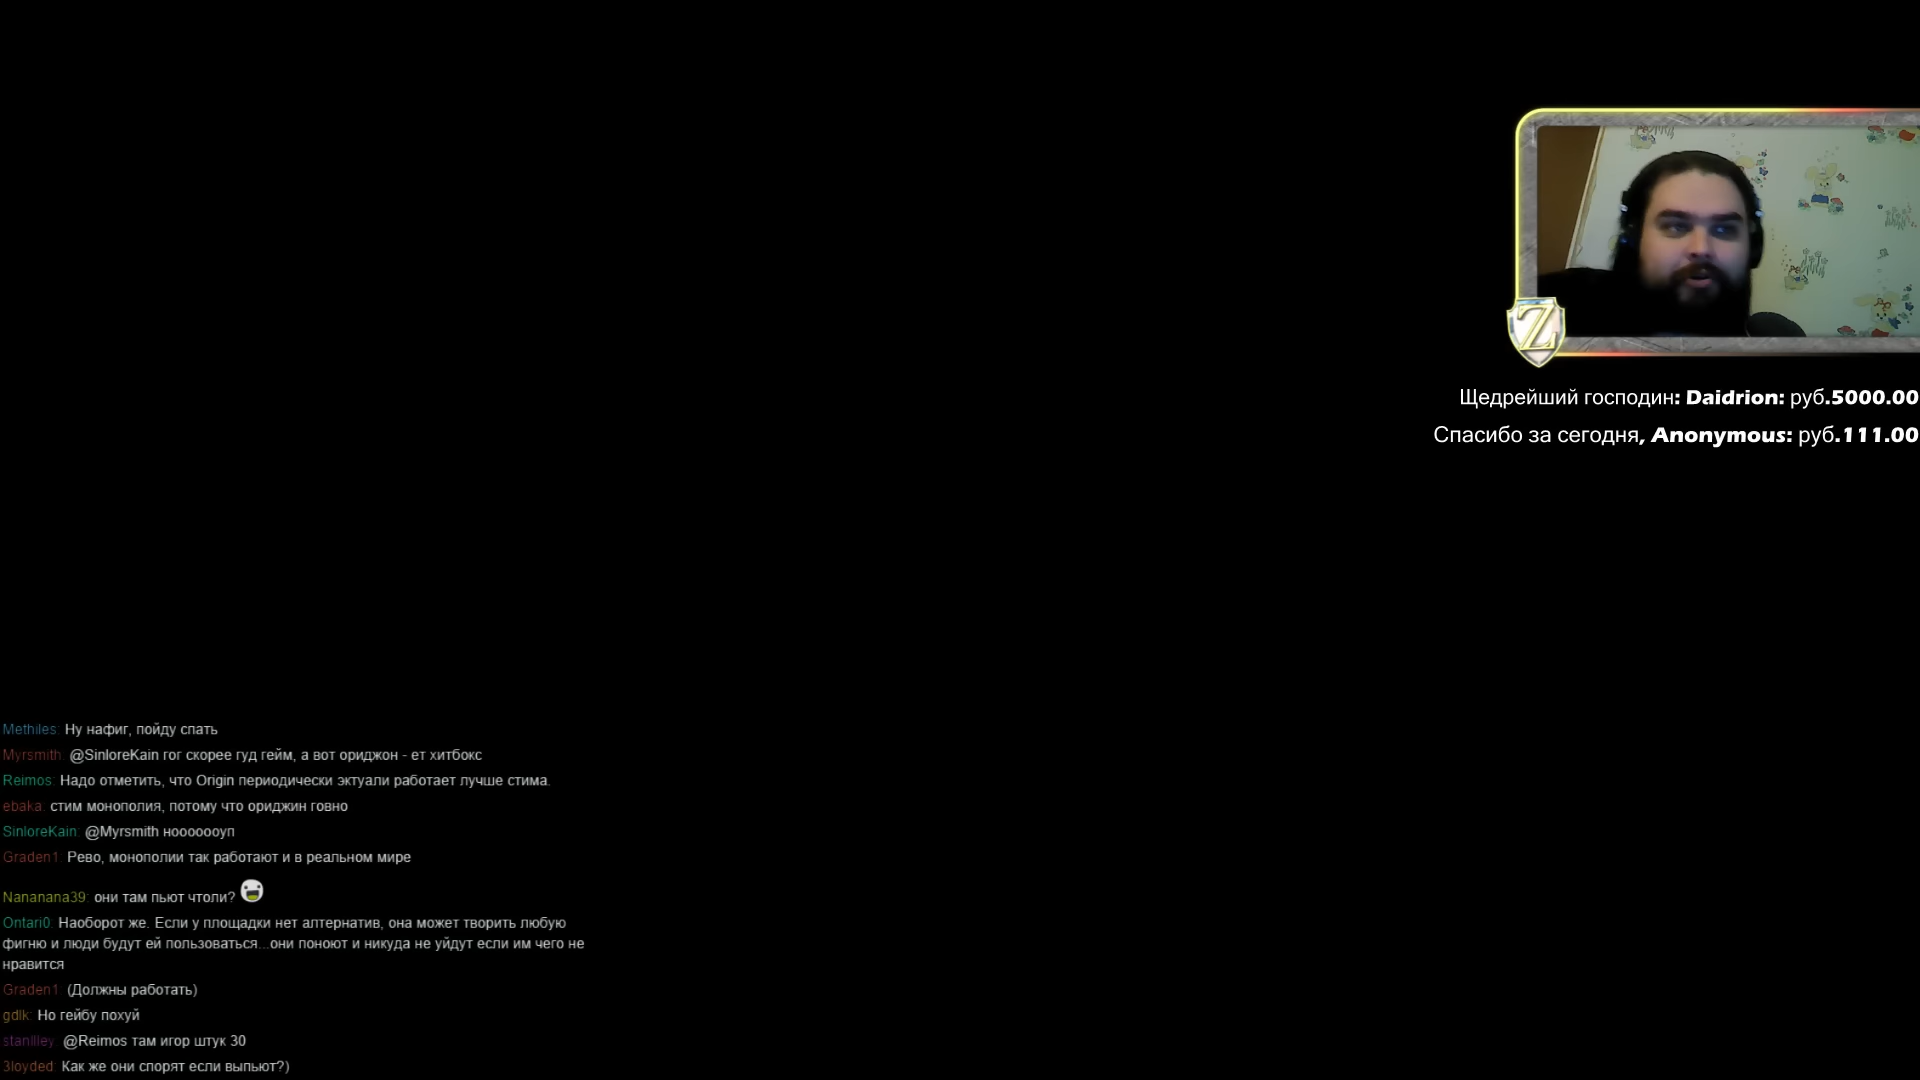 Z
Щедрейший господин: Daidrion: руб.5000.00
Спасибо за сегодня, Anonymous: руб.111.00
Methiles: Ну нафиг, пойду спать
Myrsmith: @SinloreKain гог скорее гуд гейм, а вот ориджон - ет хитбокс
Reimos: Надо отметить, что Origin периодически эктуали работает лучше стима.
ebaka: стим монополия, потому что ориджин говно
SinloreKain: @Myrsmith нооооооуп
Graden1: Рево, монополии так работают и в реальном мире
Nananana39: они там пьют чтоли?
Ontari0: Наоборот же. Если у площадки нет алтернатив, она может творить любую
фигню и люди будут ей пользоваться...они поноют и никуда не уйдут если им чего не
нравится
Graden1: (Должны работать)
gdlk: Но гейбу похуй
stanllley: @Reimos там игор штук 30
3loyded: Как же они спорят если выпьют?)